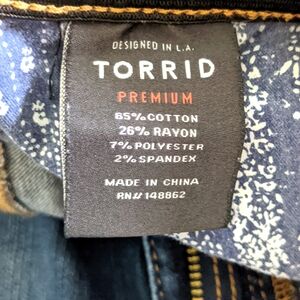 DESIGNED IN L.A.
TORRID
PREMIUM
65% COTTON
26% RAYON
7% POLYESTER
2% SPANDEX
MADE IN CHINA
RN# 148862